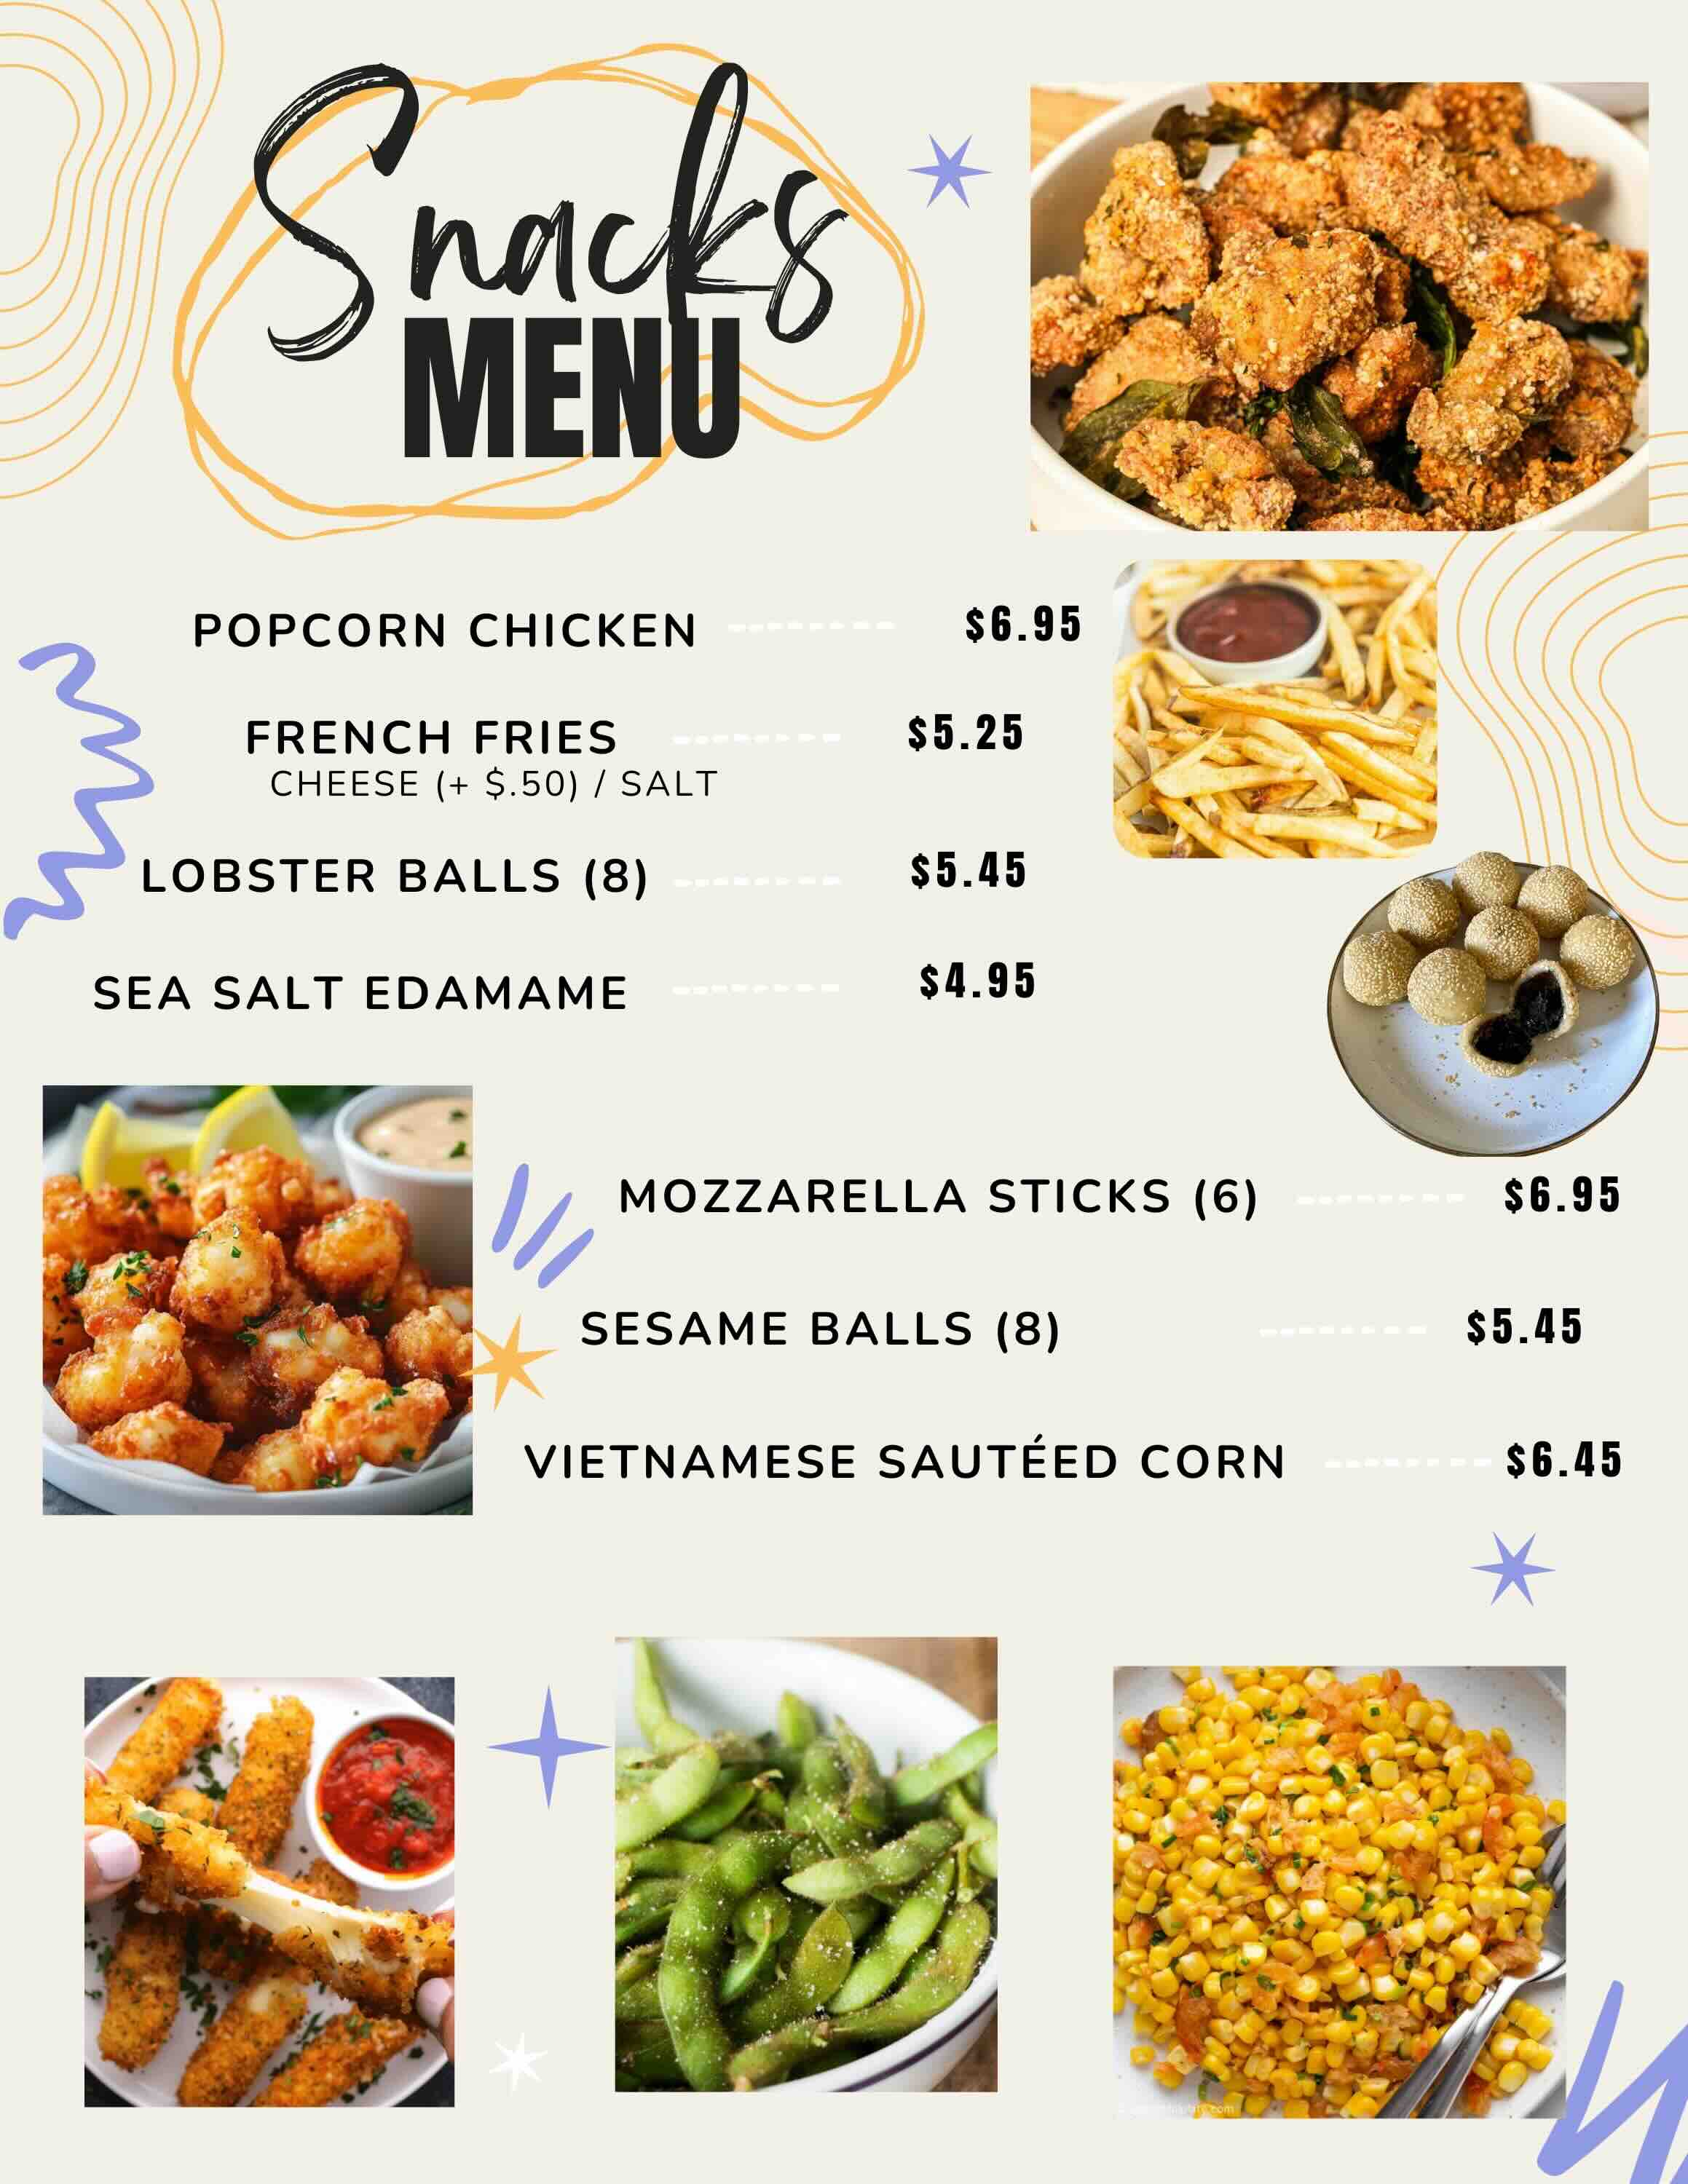 Snacks
MENU
POPCORN CHICKEN $6.95
FRENCH FRIES $5.25
CHEESE (+ $.50) / SALT
LOBSTER BALLS (8) $5.45
SEA SALT EDAMAME $4.95
MOZZARELLA STICKS (6) $6.95
SESAME BALLS (8) $5.45
VIETNAMESE SAUTÉED CORN $6.45